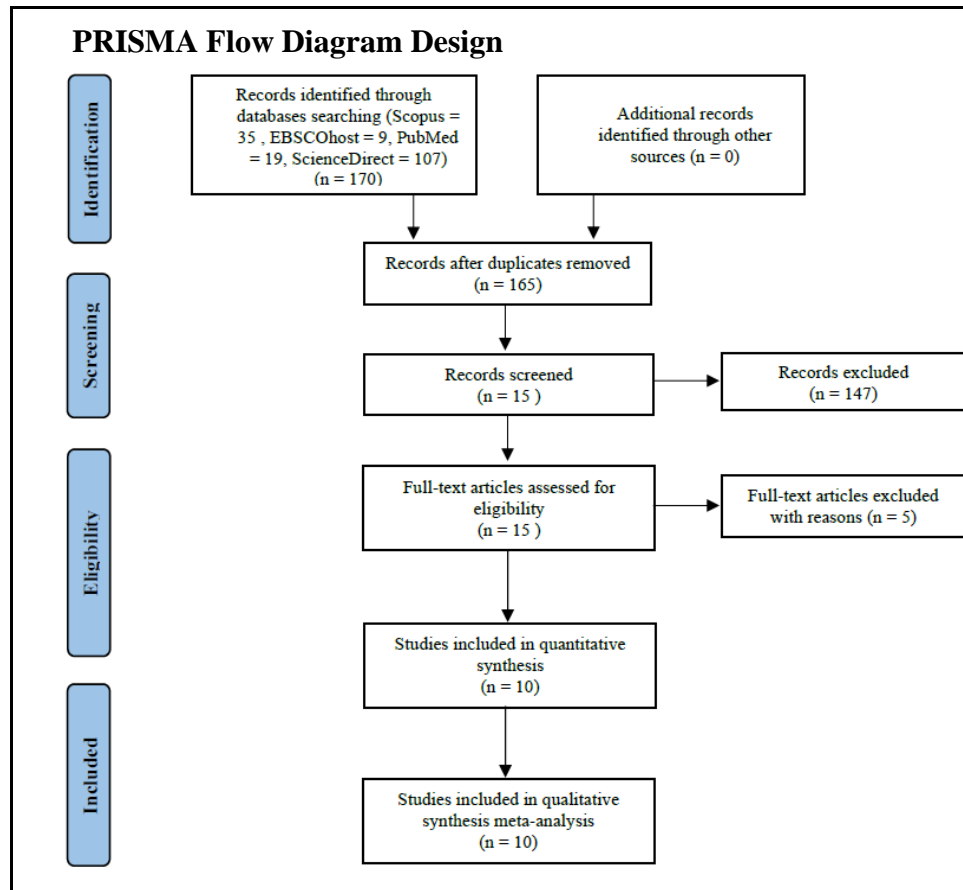 PRISMA Flow Diagram Design
Identification
Records identified through
databases searching (Scopus =
35 , EBSCOhost = 9, PubMed
= 19, ScienceDirect = 107)
(n = 170)
Additional records
identified through other
sources (n = 0)
Records after duplicates removed
(n = 165)
Screening
Records screened
(n = 15 )
Records excluded
(n = 147)
Eligibility
Full-text articles assessed for
eligibility
(n = 15 )
Full-text articles excluded
with reasons (n = 5)
Studies included in quantitative
synthesis
(n = 10)
Included
Studies included in qualitative
synthesis meta-analysis
(n = 10)